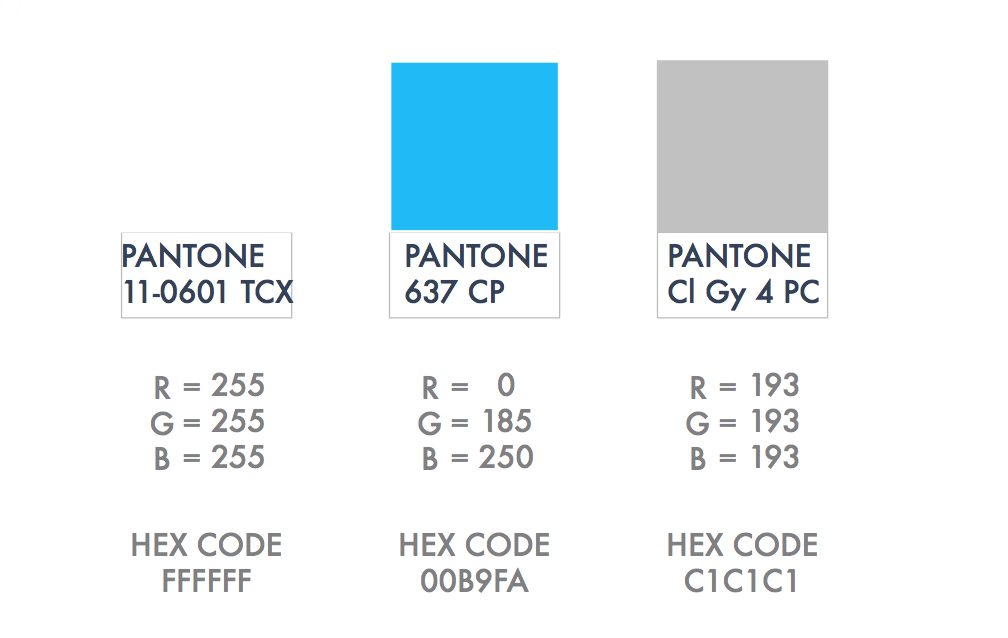 PANTONE
11-0601 TCX
PANTONE
637 CP
PANTONE
Cl Gy 4 PC
R = 255
G = 255
B = 255
R = 0
G = 185
B = 250
R = 193
G = 193
B = 193
HEX CODE
FFFFFF
HEX CODE
00B9FA
HEX CODE
C1C1C1